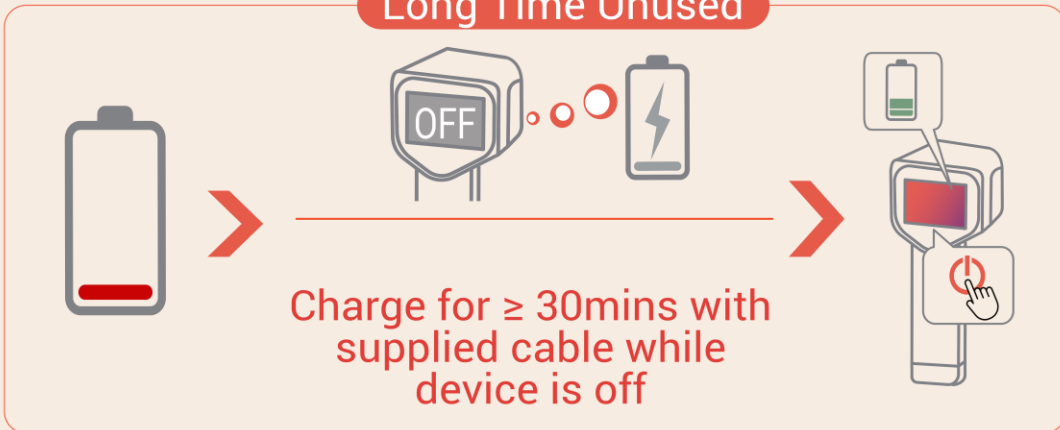 Long Time Unused
OFF
Charge for ≥ 30mins with
supplied cable while
device is off